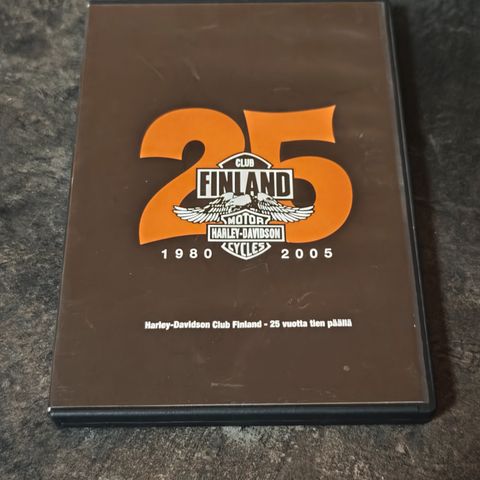 25
CLUB
FINLAND
MOTOR
HARLEY-DAVIDSON
CYCLES
1980 2005
Harley-Davidson Club Finland - 25 vuotta tien päällä